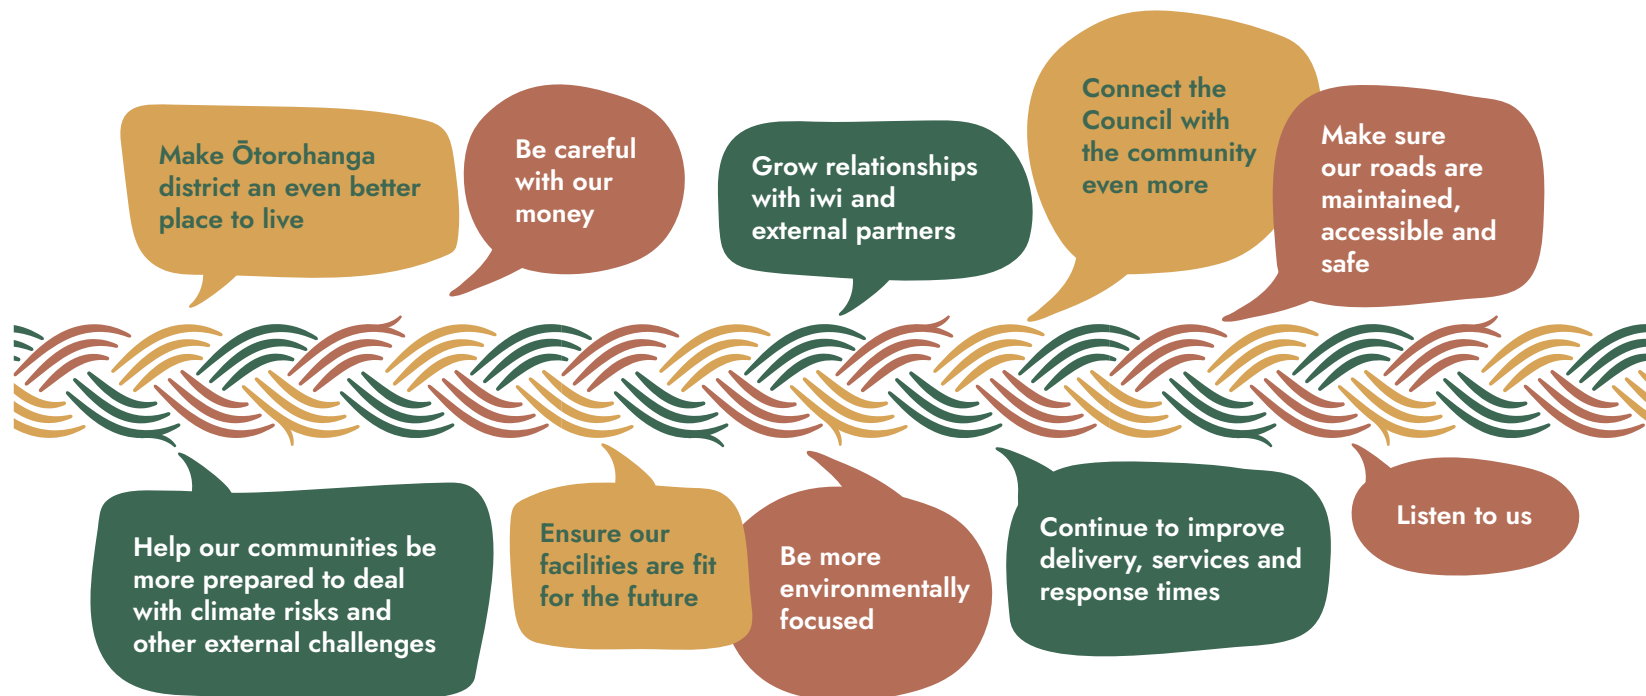 Make Ōtorohanga
district an even better
place to live
Be careful
with our
money
Grow relationships
with iwi and
external partners
Connect the
Council with
the community
even more
Make sure
our roads are
maintained,
accessible and
safe
Help our communities be
more prepared to deal
with climate risks and
other external challenges
Ensure our
facilities are fit
for the future
Be more
environmentally
focused
Continue to improve
delivery, services and
response times
Listen to us